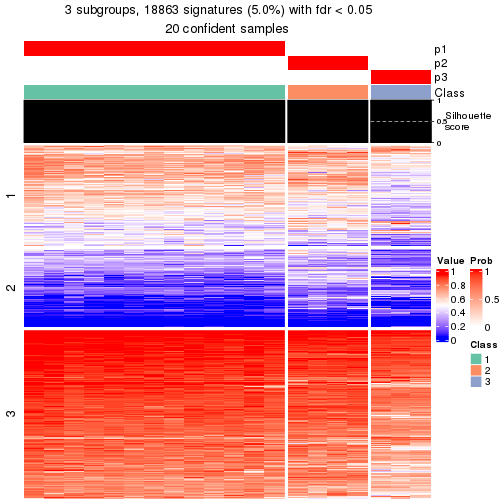 3 subgroups, 18863 signatures (5.0%) with fdr < 0.05
20 confident samples
p1
p2
p3
Class
1
0.5
0
Silhouette
score
1
2
3
Value
1
0.8
0.6
0.4
0.2
0
Prob
1
0.5
0
Class
1
2
3